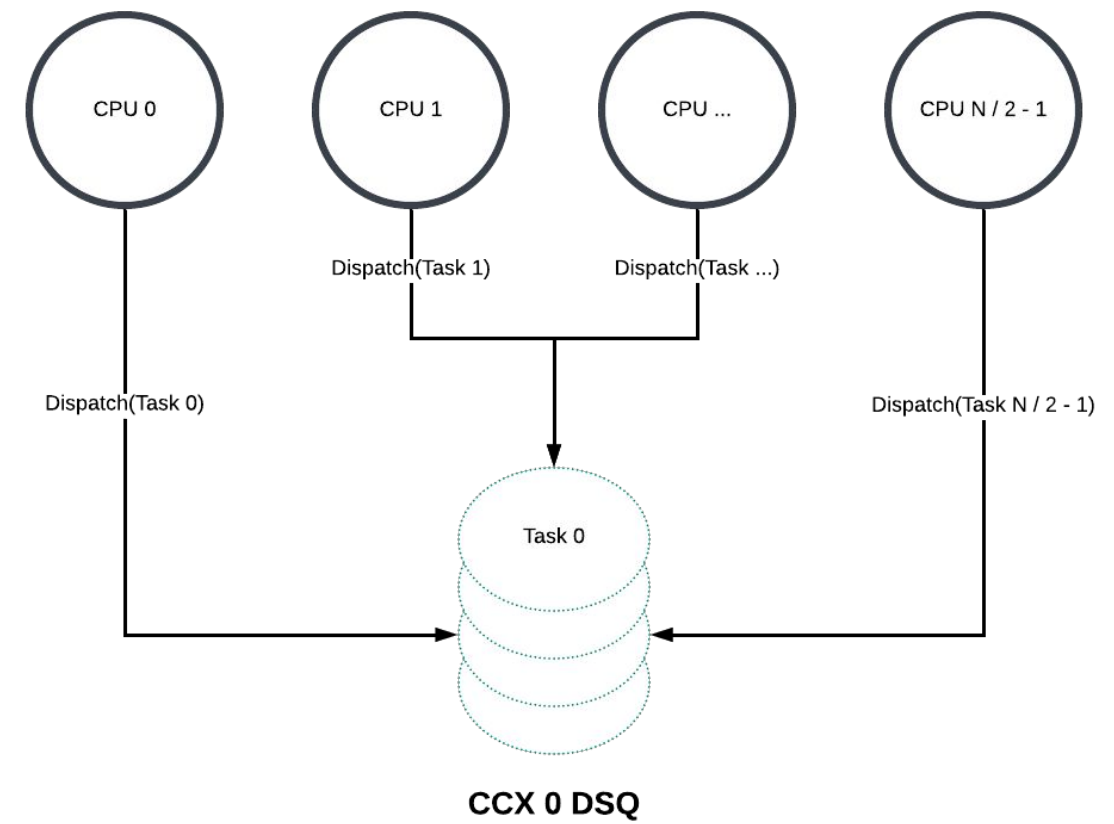 CPU 0
CPU 1
CPU ...
CPU N / 2 - 1
Dispatch(Task 1)
Dispatch(Task ...)
Dispatch(Task 0)
Dispatch(Task N / 2 - 1)
Task 0
CCX 0 DSQ